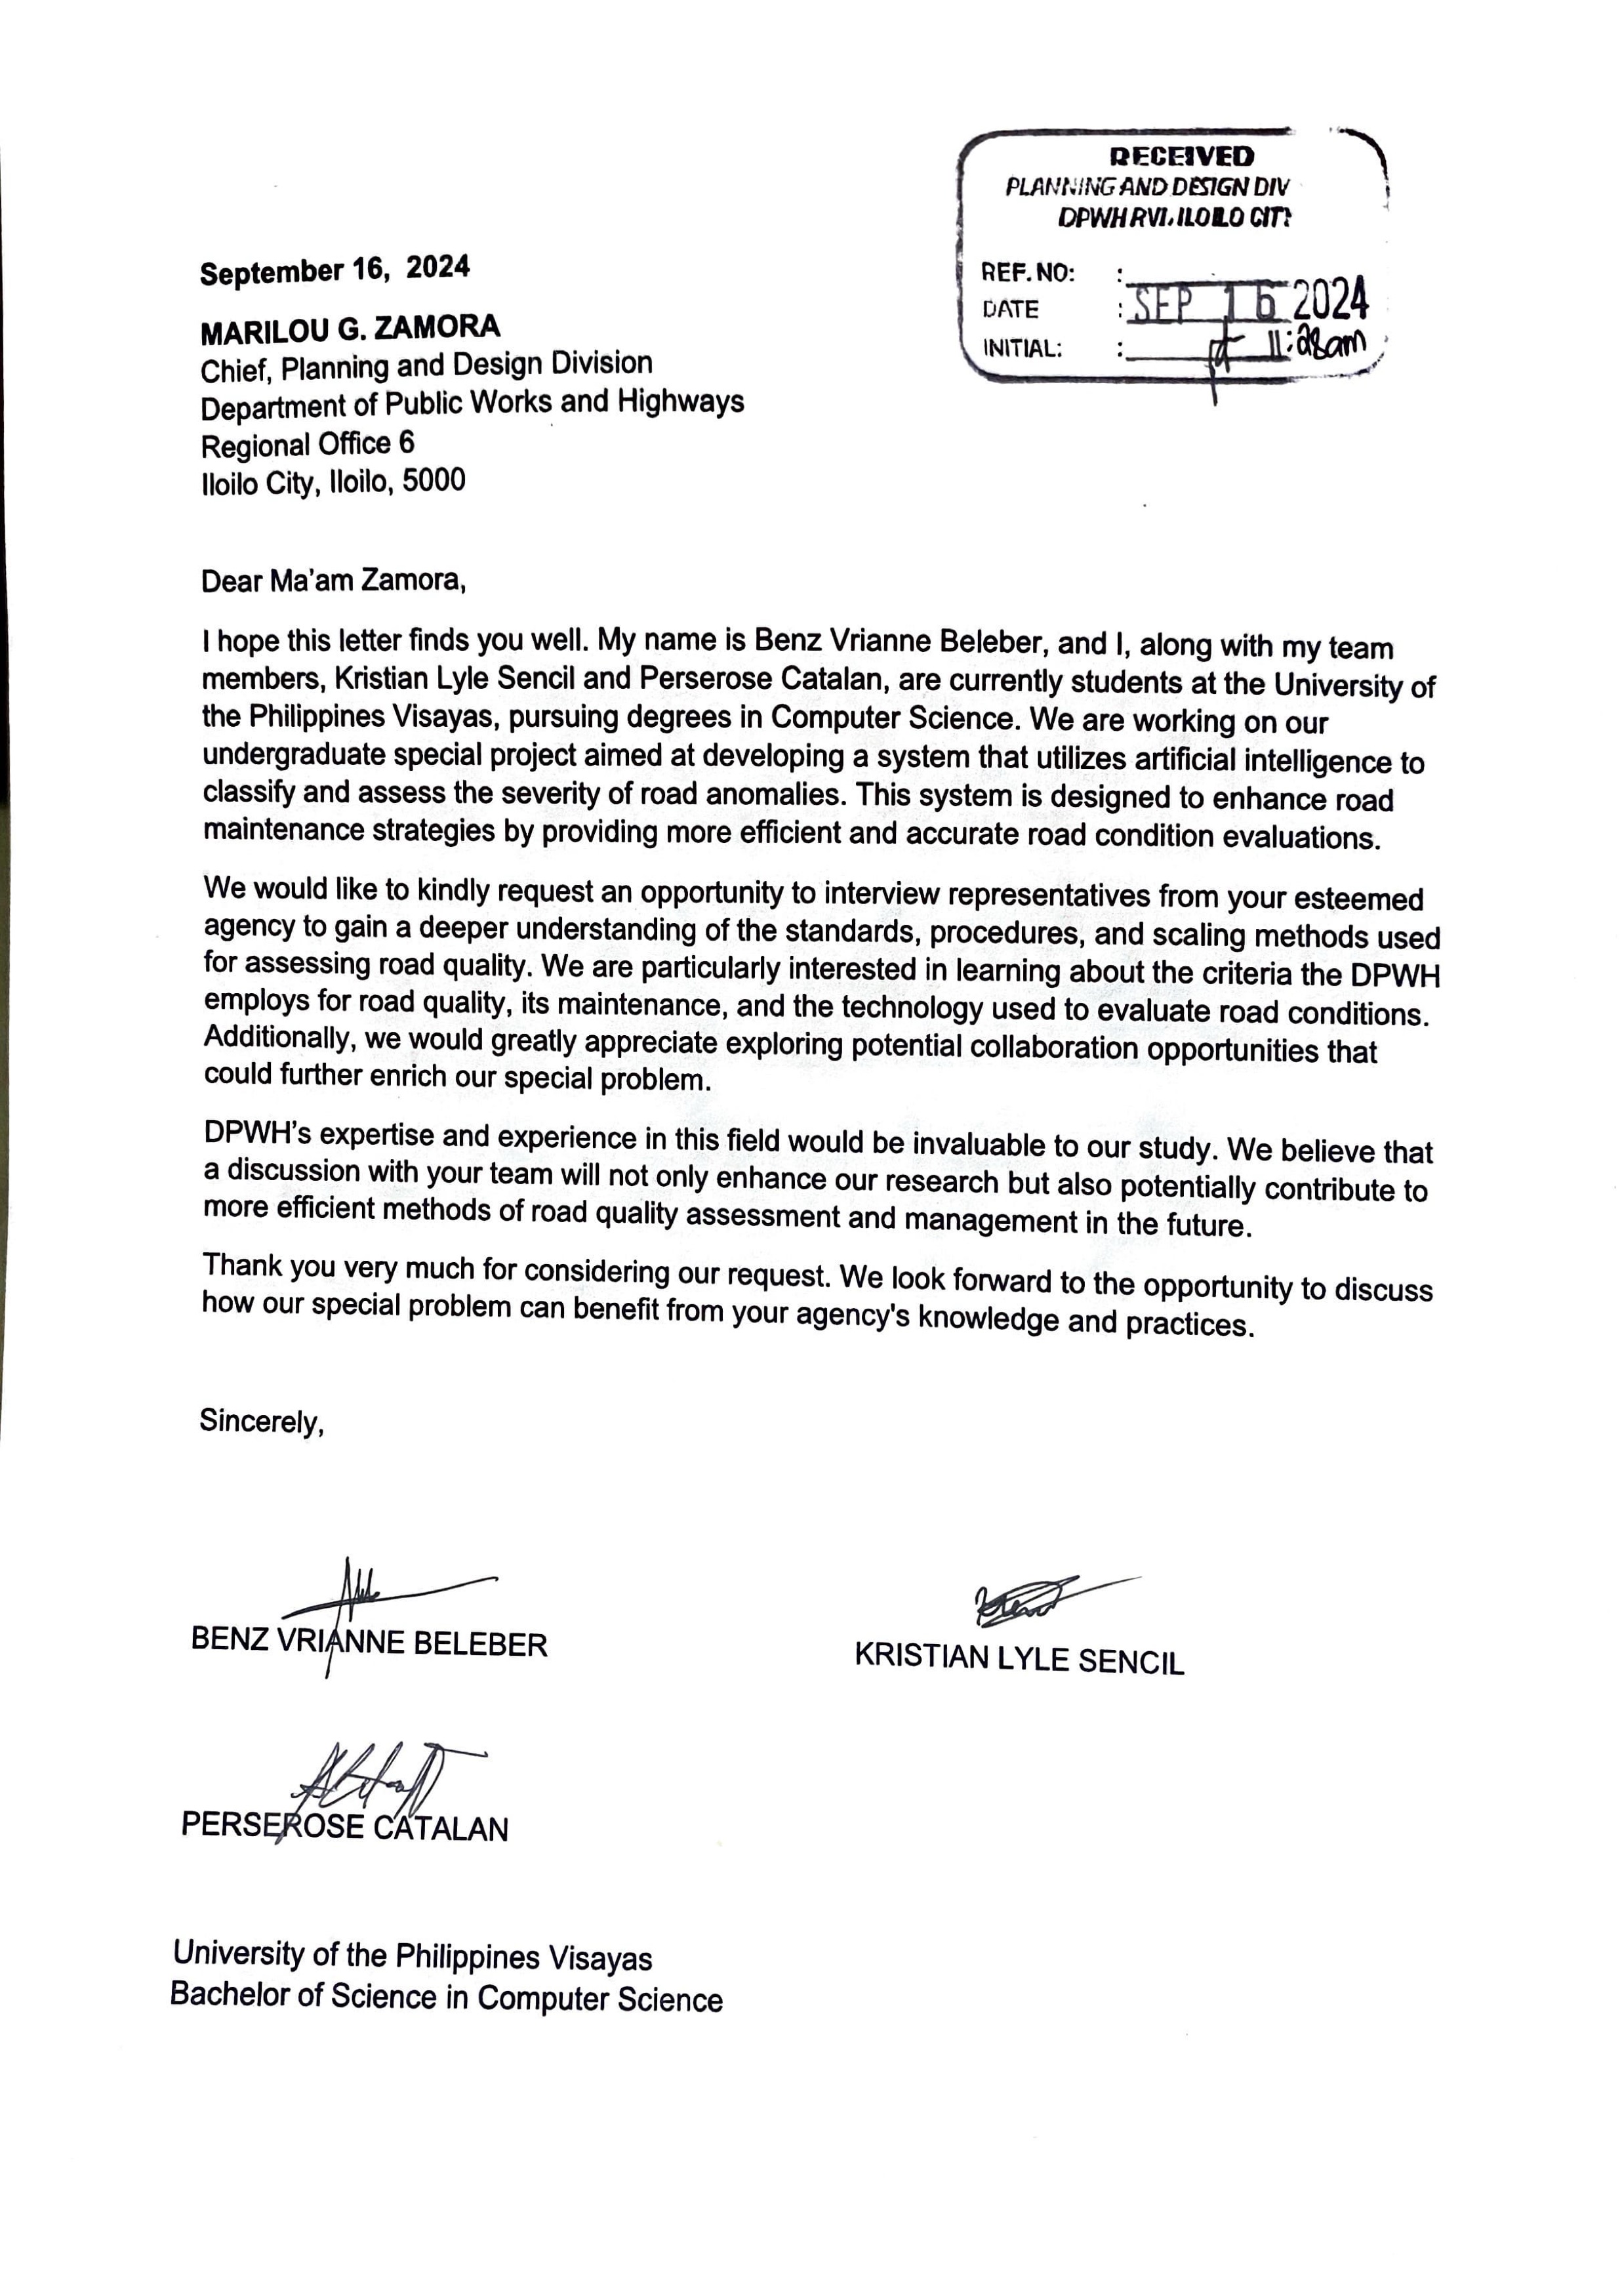 RECEIVED
PLANNING AND DESIGN DIV
DPWH RVI, ILOILO CITY
REF. NO: :
DATE : SEP 16 2024
INITIAL: : 11:28am
September 16, 2024
MARILOU G. ZAMORA
Chief, Planning and Design Division
Department of Public Works and Highways
Regional Office 6
Iloilo City, Iloilo, 5000
Dear Ma'am Zamora,
I hope this letter finds you well. My name is Benz Vrianne Beleber, and I, along with my team
members, Kristian Lyle Sencil and Perserose Catalan, are currently students at the University of
the Philippines Visayas, pursuing degrees in Computer Science. We are working on our
undergraduate special project aimed at developing a system that utilizes artificial intelligence to
classify and assess the severity of road anomalies. This system is designed to enhance road
maintenance strategies by providing more efficient and accurate road condition evaluations.
We would like to kindly request an opportunity to interview representatives from your esteemed
agency to gain a deeper understanding of the standards, procedures, and scaling methods used
for assessing road quality. We are particularly interested in learning about the criteria the DPWH
employs for road quality, its maintenance, and the technology used to evaluate road conditions.
Additionally, we would greatly appreciate exploring potential collaboration opportunities that
could further enrich our special problem.
DPWH's expertise and experience in this field would be invaluable to our study. We believe that
a discussion with your team will not only enhance our research but also potentially contribute to
more efficient methods of road quality assessment and management in the future.
Thank you very much for considering our request. We look forward to the opportunity to discuss
how our special problem can benefit from your agency's knowledge and practices.
Sincerely,
BENZ VRIANNE BELEBER
KRISTIAN LYLE SENCIL
PERSEROSE CATALAN
University of the Philippines Visayas
Bachelor of Science in Computer Science